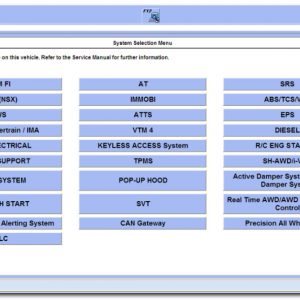 System Selection Menu
on this vehicle. Refer to the Service Manual for further information.
M FI
AT
SRS
(NSX)
IMMOBI
ABS/TCS/
WS
ATTS
EPS
ertrain / IMA
VTM 4
DIESEL
ECTRICAL
KEYLESS ACCESS System
R/C ENG STA
SUPPORT
TPMS
SH-AWD/i-V
SYSTEM
POP-UP HOOD
Active Damper Syst
Damper Sy
H START
SVT
Real Time AWD/AWD
Control
Alerting System
CAN Gateway
Precision All Wh
LC